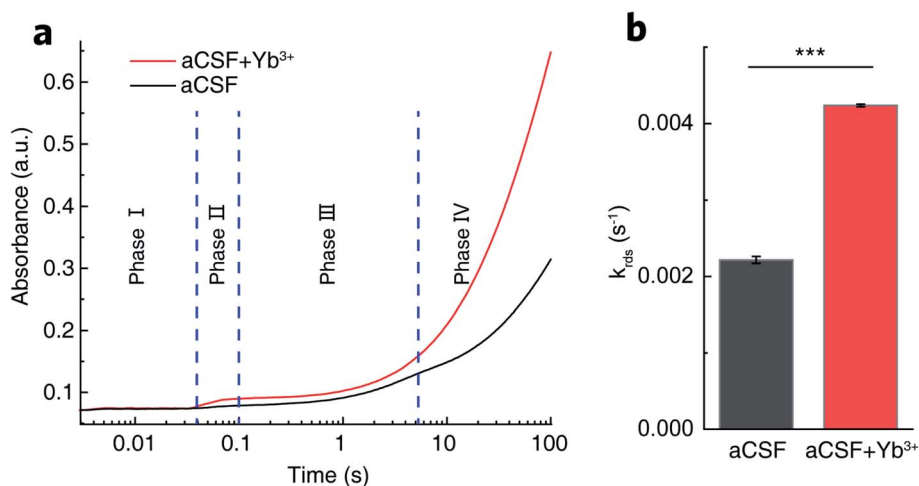 a
aCSF+Yb³⁺
aCSF
Absorbance (a.u.)
0.6
0.5
0.4
0.3
0.2
0.1
Phase Ⅰ
Phase Ⅱ
Phase Ⅲ
Phase Ⅳ
0.01
0.1
1
10
100
Time (s)
b
***
k_rds (s⁻¹)
0.004
0.002
0.000
aCSF
aCSF+Yb³⁺